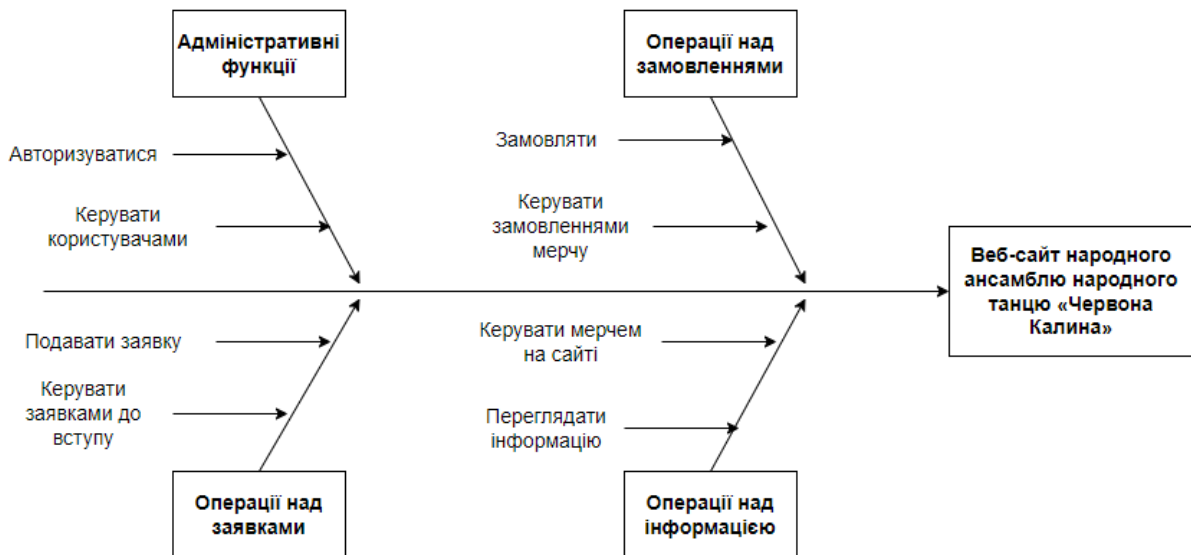 Адміністративні
функції
Операції над
замовленнями
Авторизуватися
Замовляти
Керувати
користувачами
Керувати
замовленнями
мерчу
Веб-сайт народного
ансамблю народного
танцю «Червона
Калина»
Подавати заявку
Керувати мерчем
на сайті
Керувати
заявками до
вступу
Переглядати
інформацію
Операції над
заявками
Операції над
інформацією